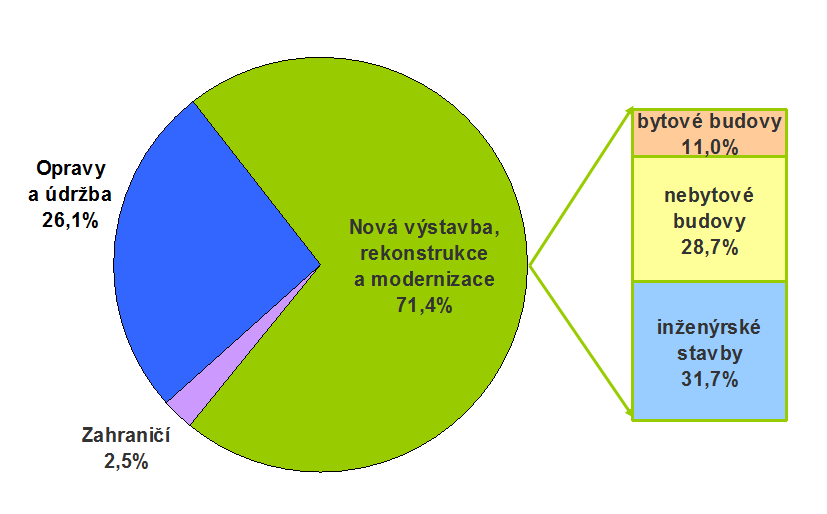 Opravy
a údržba
26,1%
Zahraničí
2,5%
Nová výstavba,
rekonstrukce
a modernizace
71,4%
bytové budovy
11,0%
nebytové
budovy
28,7%
inženýrské
stavby
31,7%